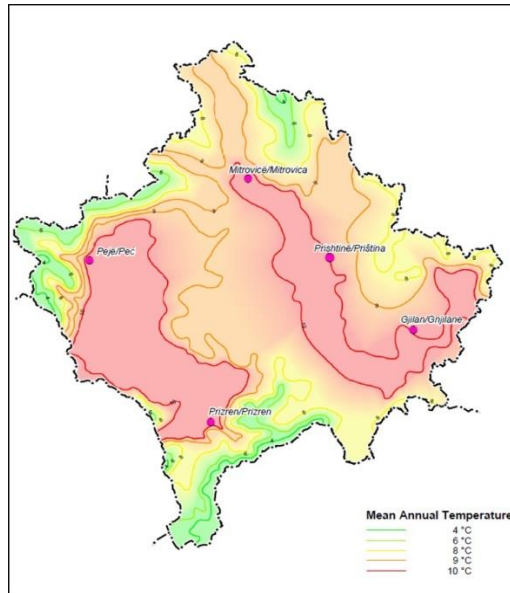 Mitrovicë/Mitrovica
Pejë/Peć
Prishtinë/Priština
Gjilan/Gnjilane
Prizren/Prizren
Mean Annual Temperature
4 °C
6 °C
8 °C
9 °C
10 °C